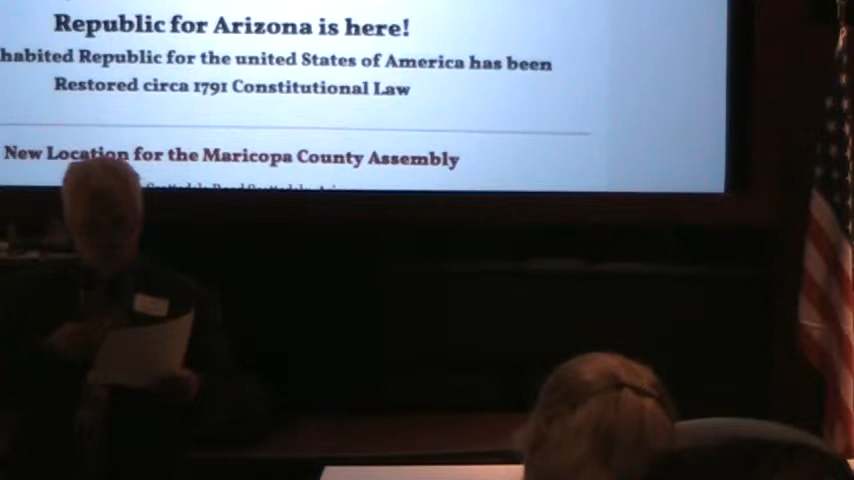 Republic for Arizona is here!
habited Republic for the united States of America has been
Restored circa 1791 Constitutional Law
New Location for the Maricopa County Assembly